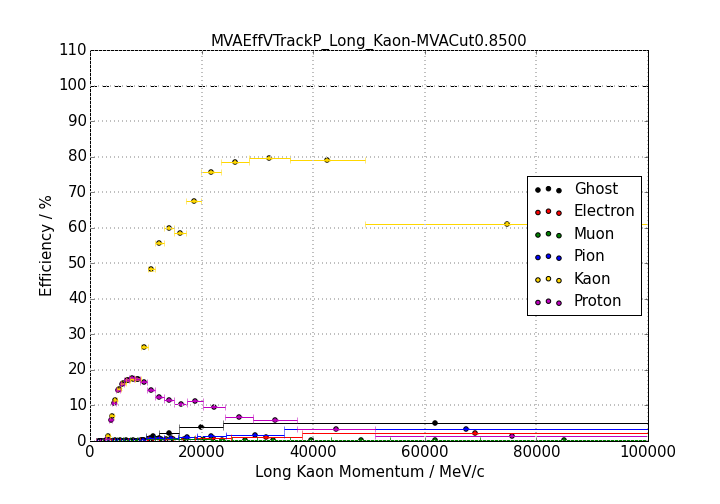 MVAEffVTrackP_Long_Kaon-MVACut0.8500
110
100
90
80
70
60
50
40
30
20
10
0
Efficiency / %
Ghost
Electron
Muon
Pion
Kaon
Proton
0 20000 40000 60000 80000 100000
Long Kaon Momentum / MeV/c